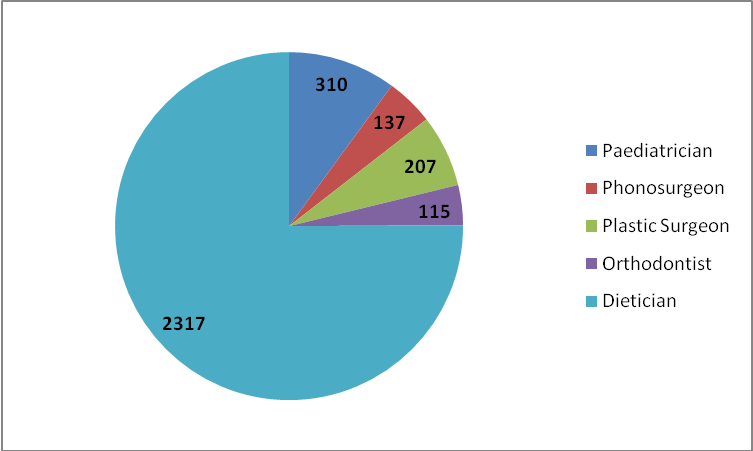 310
137
207
115
2317
Paediatrician
Phonosurgeon
Plastic Surgeon
Orthodontist
Dietician